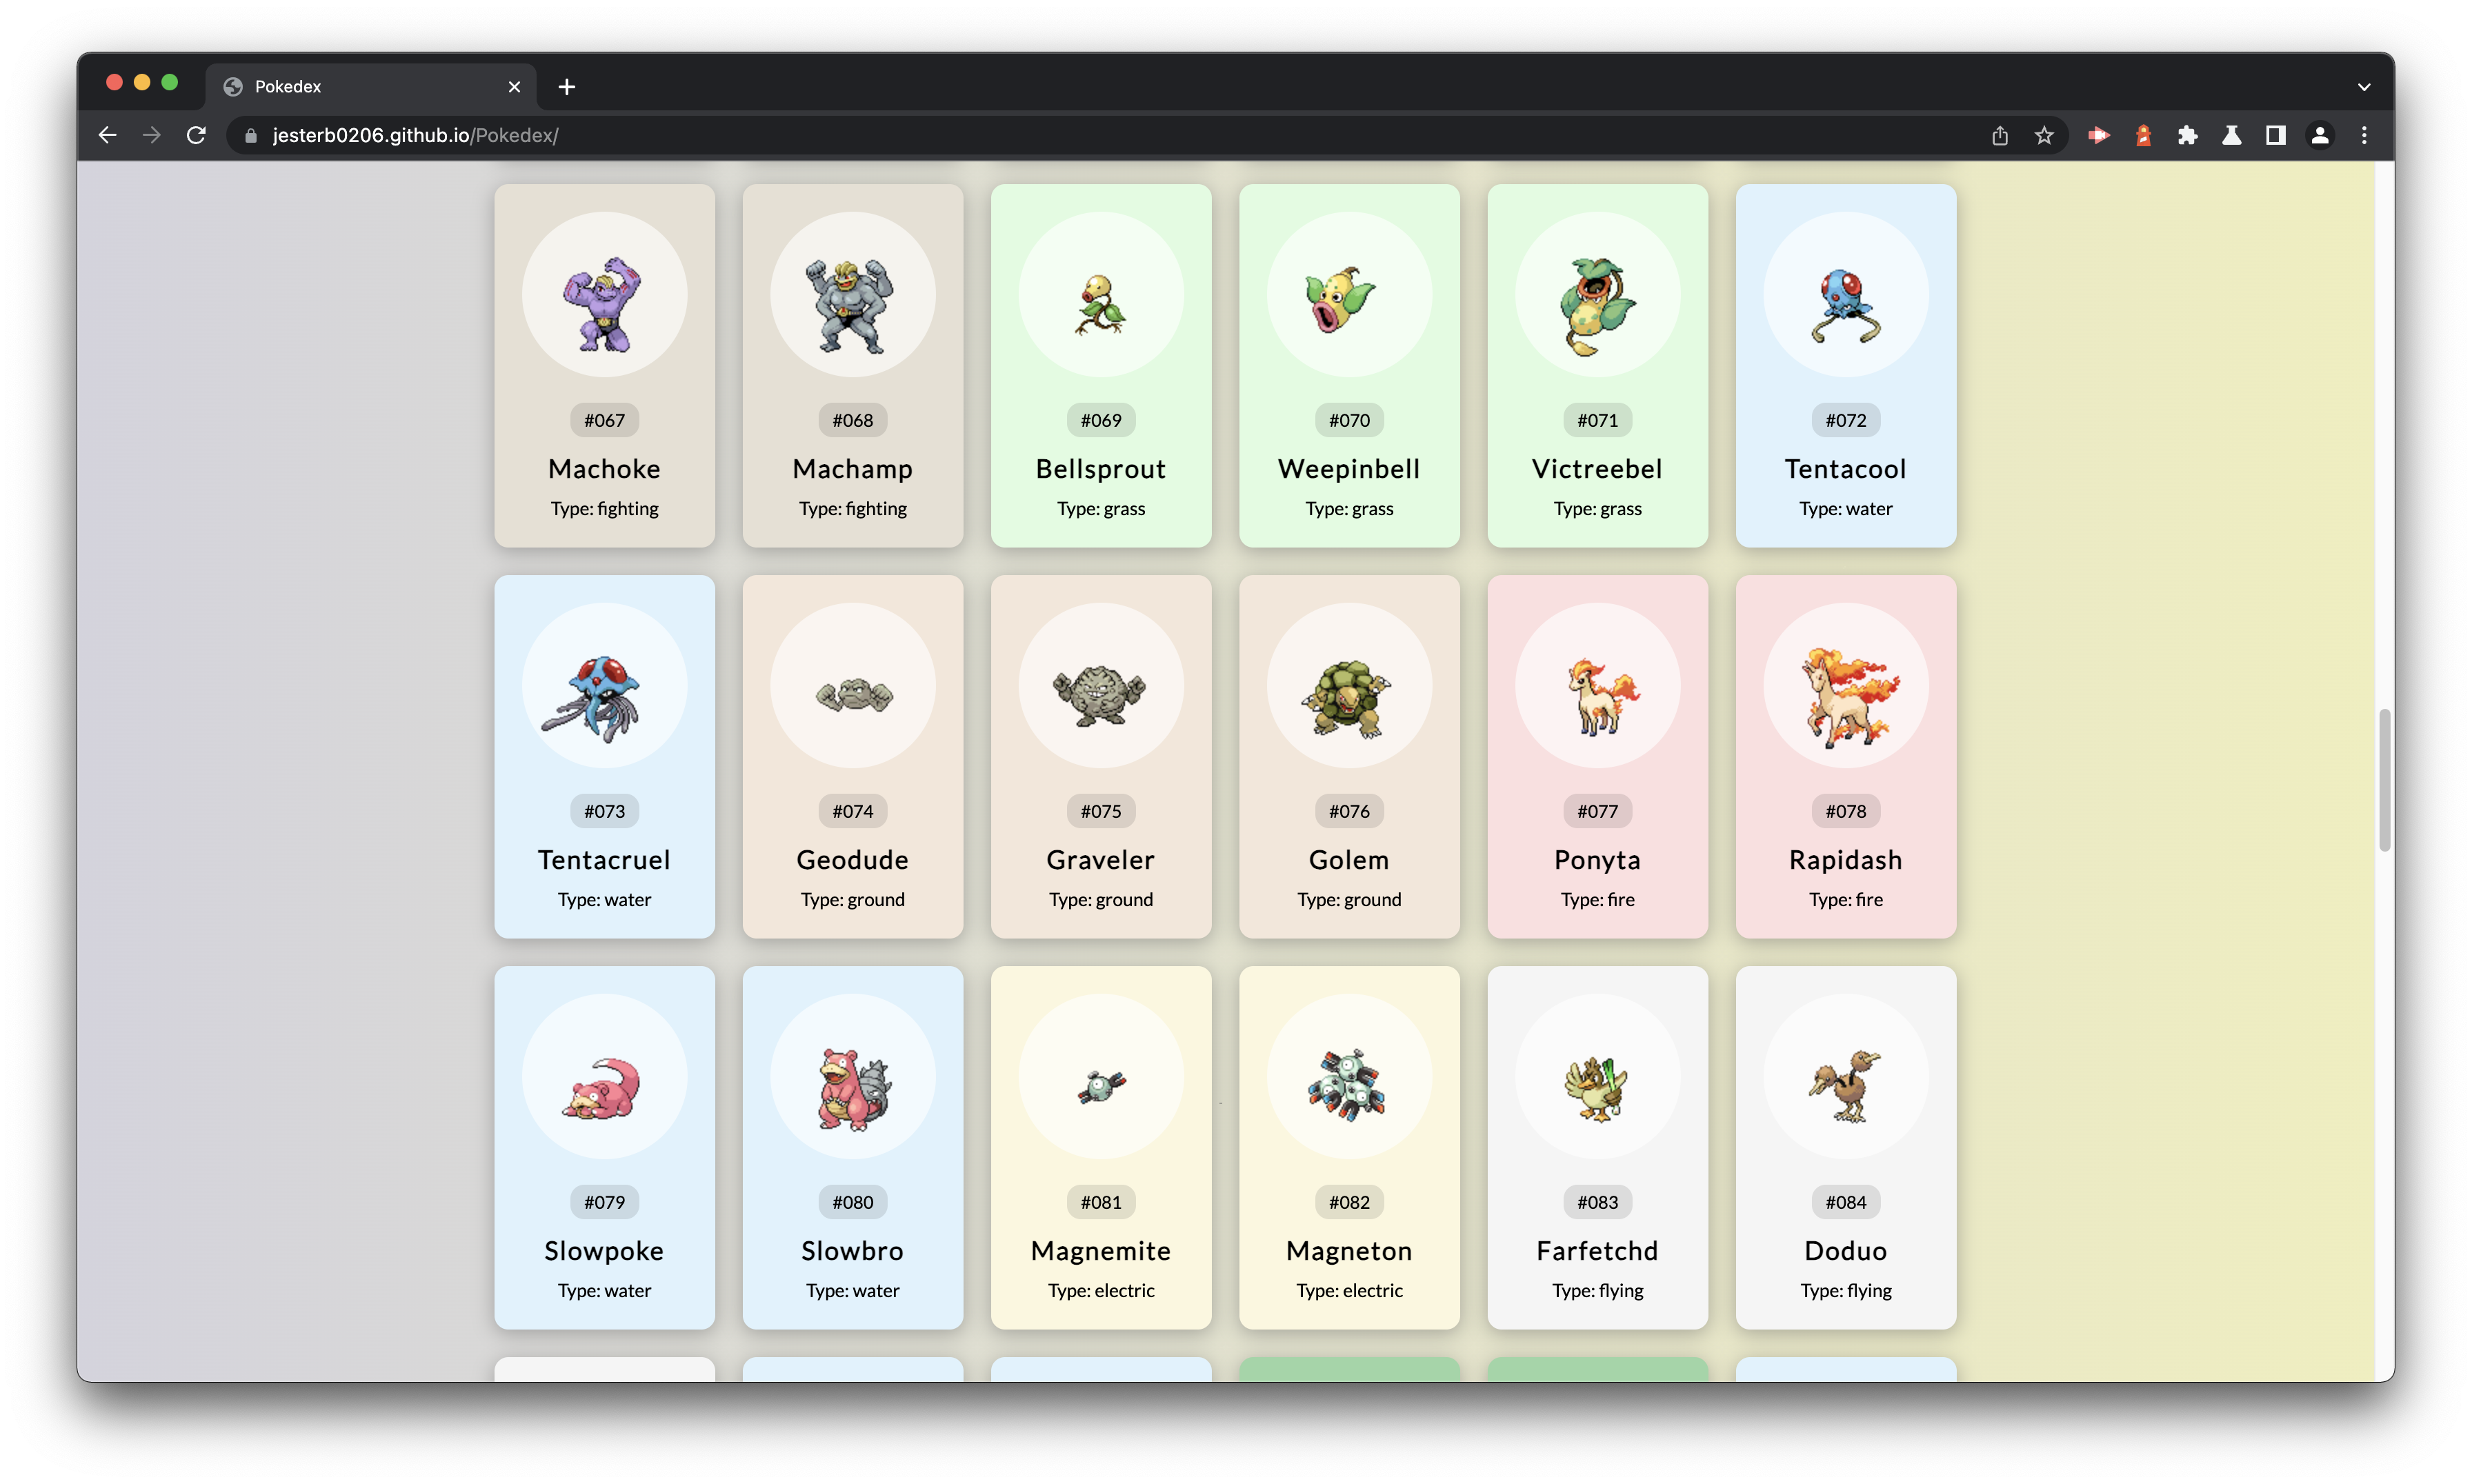 Pokedex
jesterb0206.github.io/Pokedex/
#067 #068 #069 #070 #071 #072
Machoke Machamp Bellsprout Weepinbell Victreebel Tentacool
Type: fighting Type: fighting Type: grass Type: grass Type: grass Type: water
#073 #074 #075 #076 #077 #078
Tentacruel Geodude Graveler Golem Ponyta Rapidash
Type: water Type: ground Type: ground Type: ground Type: fire Type: fire
#079 #080 #081 #082 #083 #084
Slowpoke Slowbro Magnemite Magneton Farfetchd Doduo
Type: water Type: water Type: electric Type: electric Type: flying Type: flying